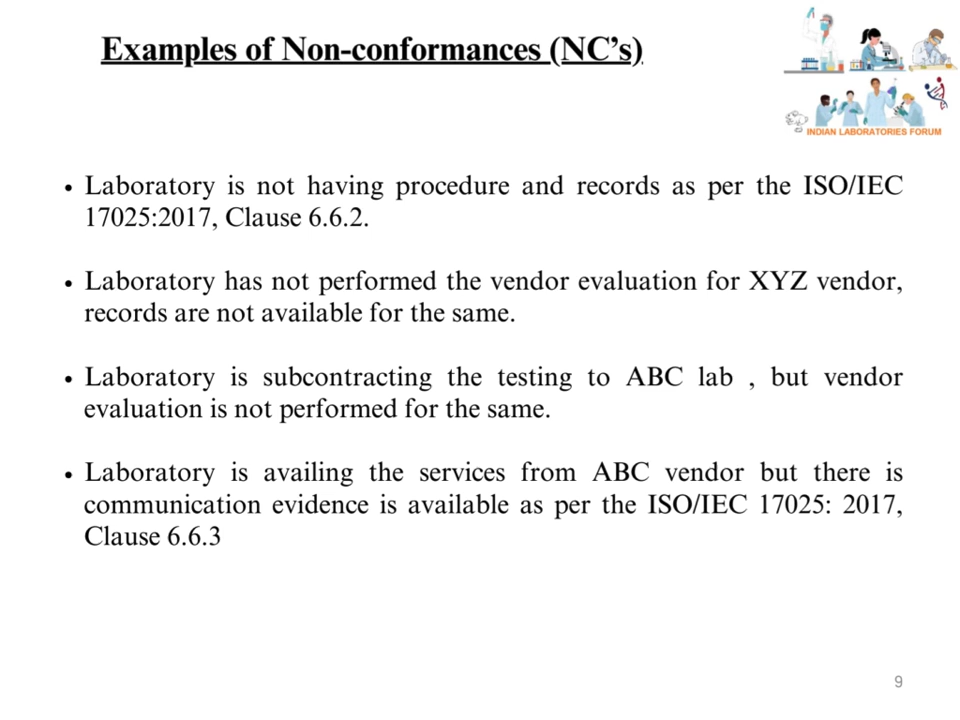 Examples of Non-conformances (NC’s)
INDIAN LABORATORIES FORUM
• Laboratory is not having procedure and records as per the ISO/IEC
17025:2017, Clause 6.6.2.
• Laboratory has not performed the vendor evaluation for XYZ vendor,
records are not available for the same.
• Laboratory is subcontracting the testing to ABC lab , but vendor
evaluation is not performed for the same.
• Laboratory is availing the services from ABC vendor but there is
communication evidence is available as per the ISO/IEC 17025: 2017,
Clause 6.6.3
9